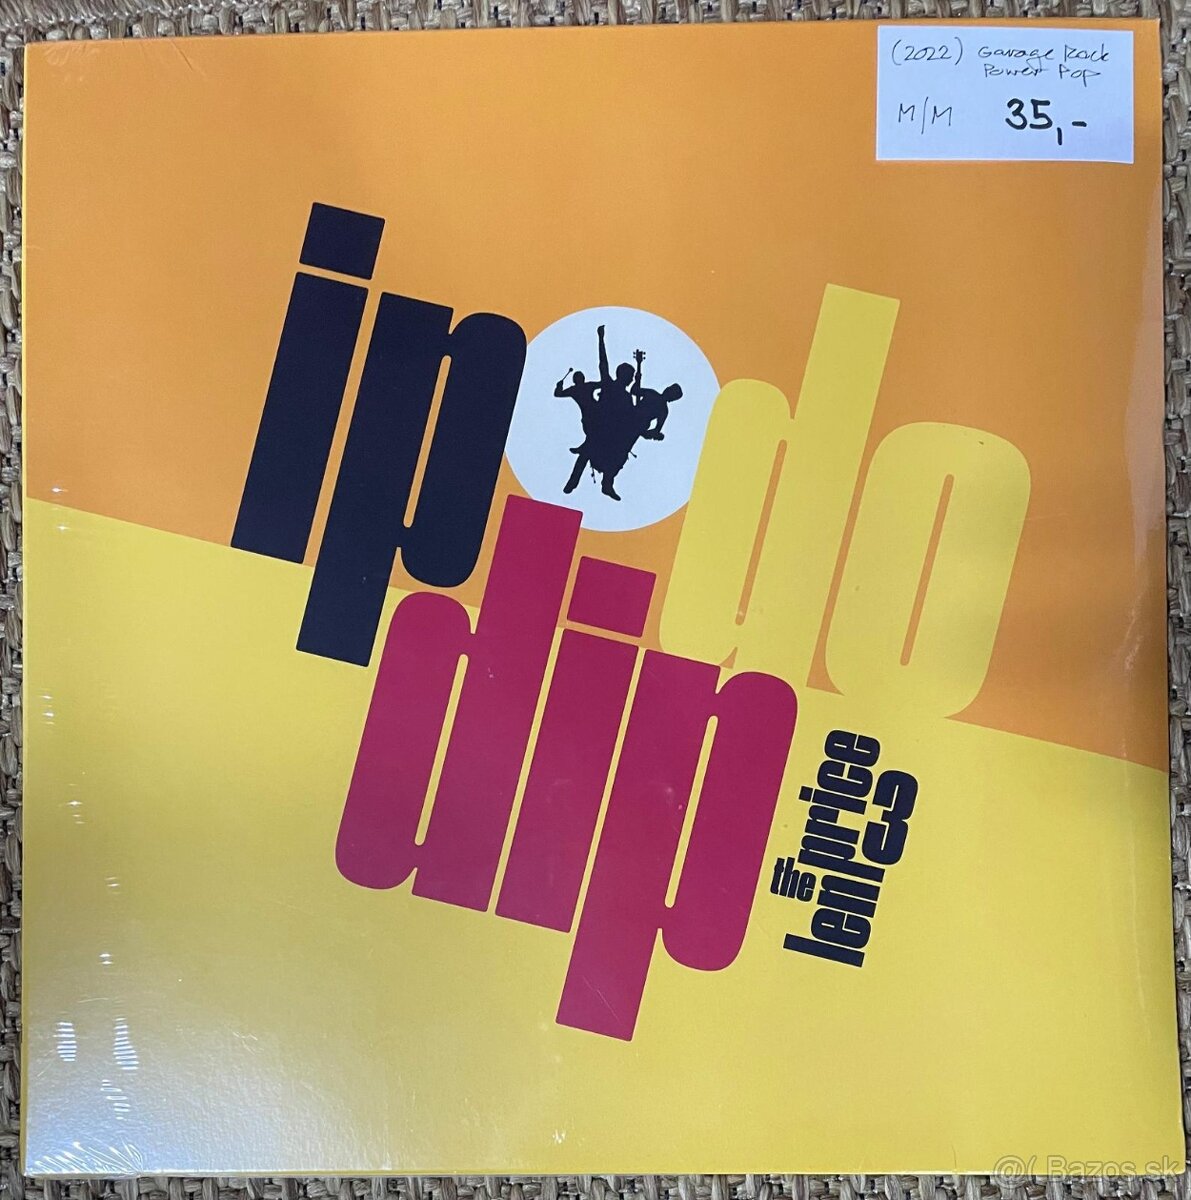 (2022) Garage Rock
Power Pop
M/M 35,-
ip
do
dip
the
len price
3
@( Bazos.sk